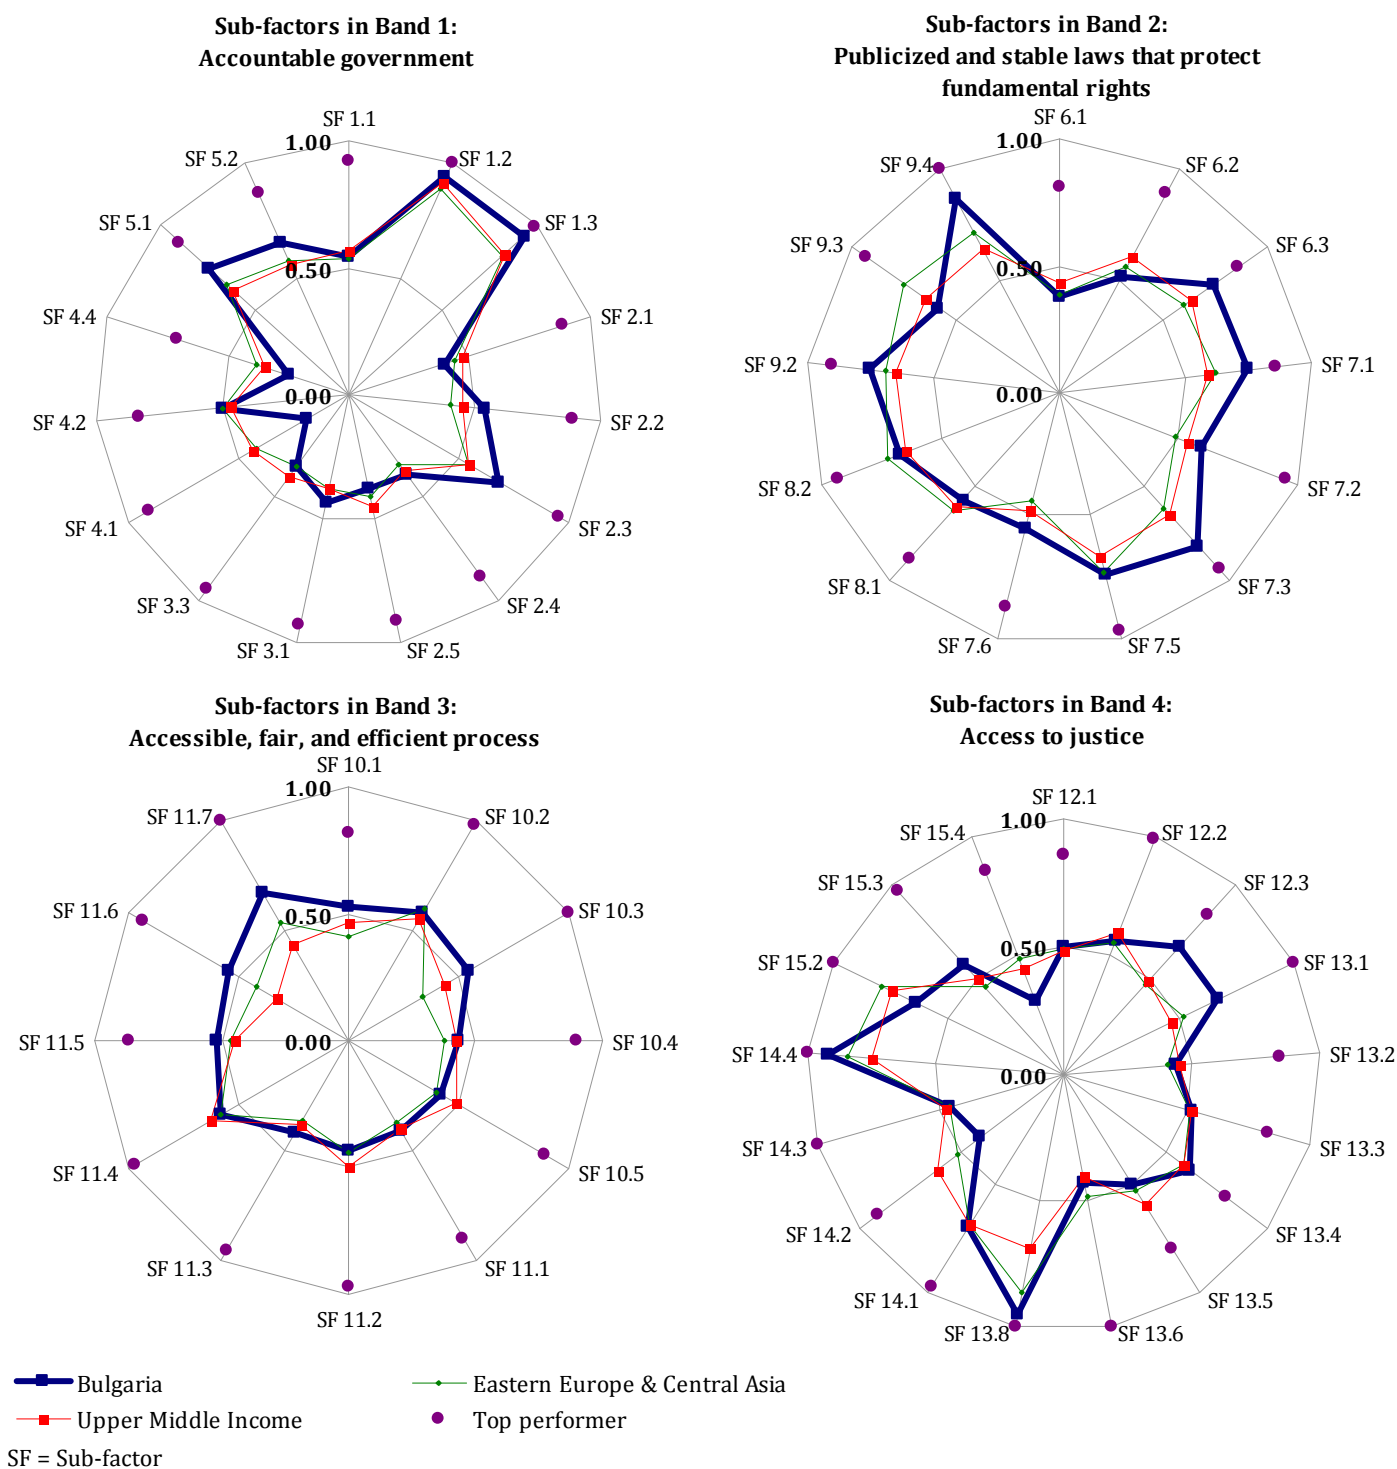 Sub-factors in Band 1:
Accountable government
SF 1.1
1.00
SF 1.2
SF 1.3
SF 2.1
SF 2.2
SF 2.3
SF 2.4
SF 2.5
SF 3.1
SF 3.3
SF 4.1
SF 4.2
SF 4.4
SF 5.1
SF 5.2
0.50
0.00
Sub-factors in Band 2:
Publicized and stable laws that protect
fundamental rights
SF 6.1
1.00
SF 6.2
SF 6.3
SF 7.1
SF 7.2
SF 7.3
SF 7.5
SF 7.6
SF 8.1
SF 8.2
SF 9.2
SF 9.3
SF 9.4
0.50
0.00
Sub-factors in Band 3:
Accessible, fair, and efficient process
SF 10.1
1.00
SF 10.2
SF 10.3
SF 10.4
SF 10.5
SF 11.1
SF 11.2
SF 11.3
SF 11.4
SF 11.5
SF 11.6
SF 11.7
0.50
0.00
Sub-factors in Band 4:
Access to justice
SF 12.1
1.00
SF 12.2
SF 12.3
SF 13.1
SF 13.2
SF 13.3
SF 13.4
SF 13.5
SF 13.6
SF 13.8
SF 14.1
SF 14.2
SF 14.3
SF 14.4
SF 15.2
SF 15.3
SF 15.4
0.50
0.00
Bulgaria
Eastern Europe & Central Asia
Upper Middle Income
Top performer
SF = Sub-factor